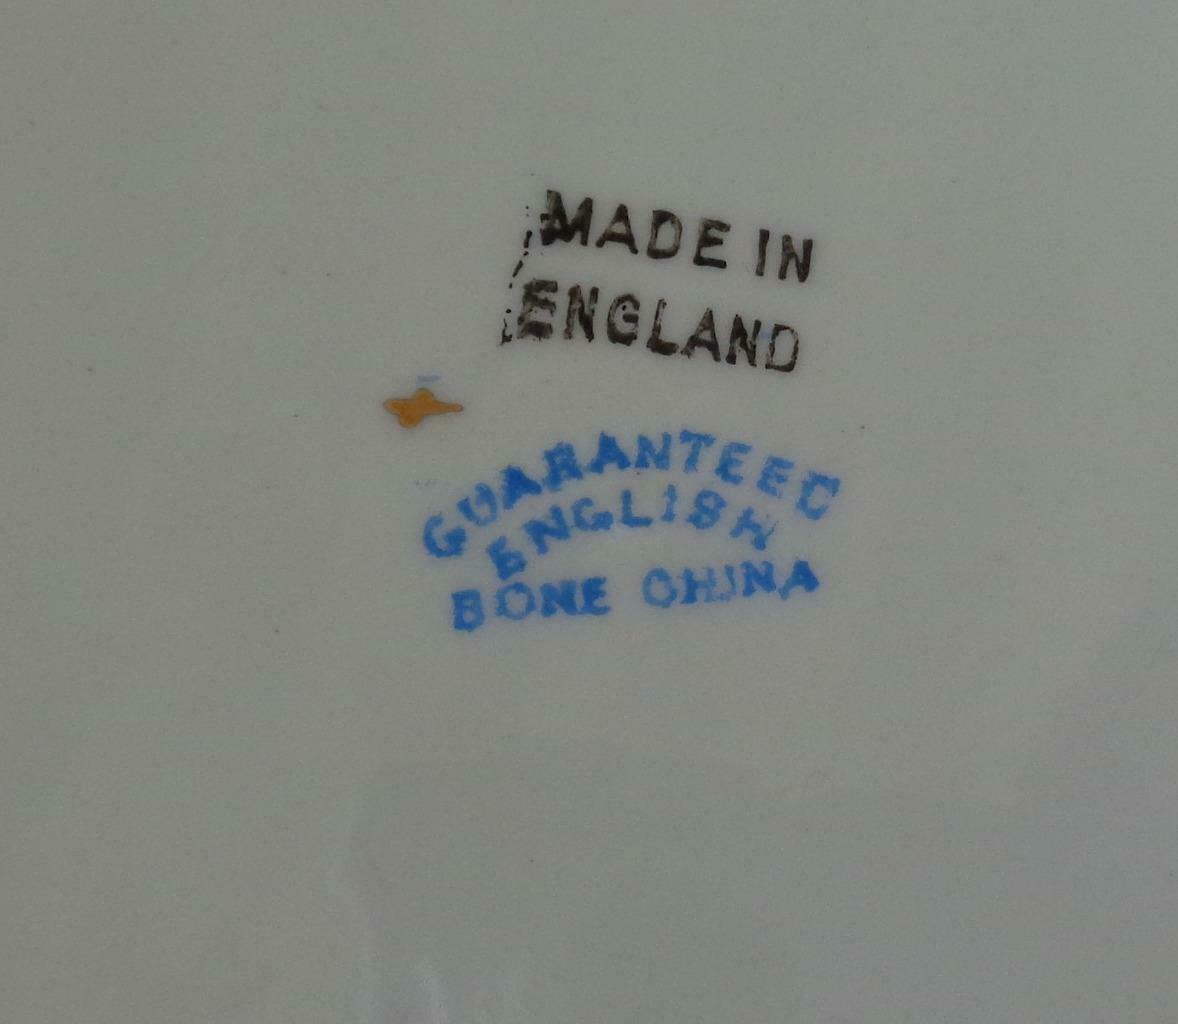 MADE IN
ENGLAND
GUARANTEED
ENGLISH
BONE CHINA